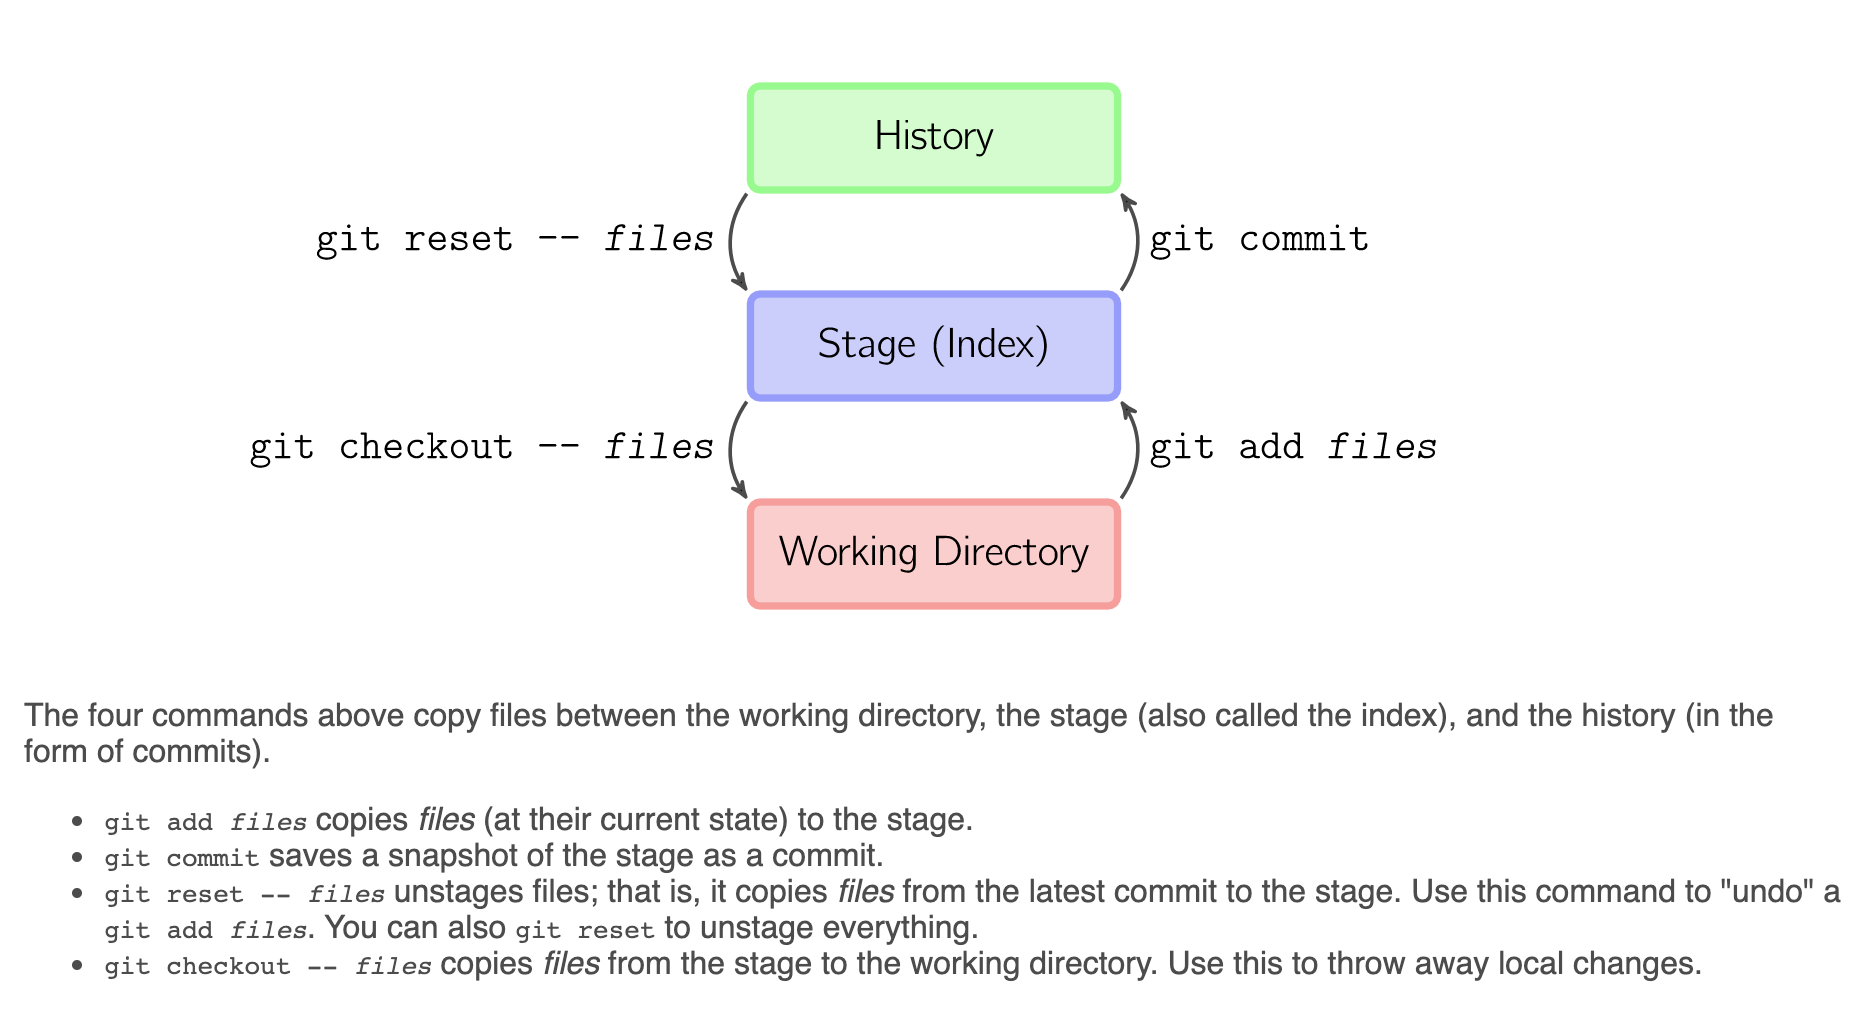 History
git reset -- files
git commit
Stage (Index)
git checkout -- files
git add files
Working Directory
The four commands above copy files between the working directory, the stage (also called the index), and the history (in the
form of commits).
• git add files copies files (at their current state) to the stage.
• git commit saves a snapshot of the stage as a commit.
• git reset -- files unstages files; that is, it copies files from the latest commit to the stage. Use this command to "undo" a
git add files. You can also git reset to unstage everything.
• git checkout -- files copies files from the stage to the working directory. Use this to throw away local changes.